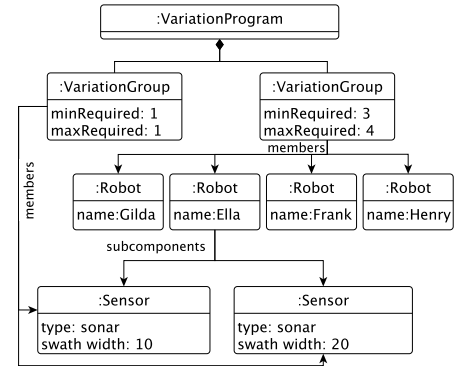 :VariationProgram
:VariationGroup
minRequired: 1
maxRequired: 1
:VariationGroup
minRequired: 3
maxRequired: 4
members
members
:Robot
name:Gilda
:Robot
name:Ella
:Robot
name:Frank
:Robot
name:Henry
subcomponents
:Sensor
type: sonar
swath width: 10
:Sensor
type: sonar
swath width: 20